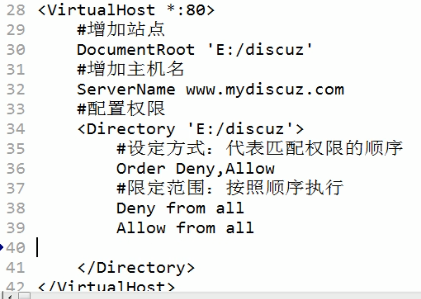 28 <VirtualHost *:80>
29 #增加站点
30 DocumentRoot 'E:/discuz'
31 #增加主机名
32 ServerName www.mydiscuz.com
33 #配置权限
34 <Directory 'E:/discuz'>
35 #设定方式：代表匹配权限的顺序
36 Order Deny,Allow
37 #限定范围：按照顺序执行
38 Deny from all
39 Allow from all
40
41 </Directory>
42 </VirtualHost>